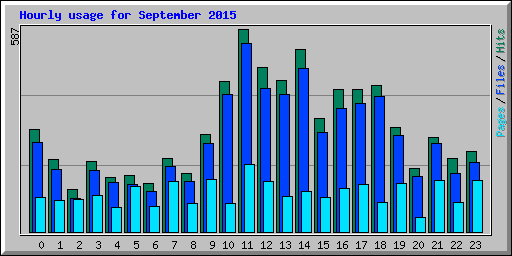 Hourly usage for September 2015
587
Pages/Files/Hits
0 1 2 3 4 5 6 7 8 9 10 11 12 13 14 15 16 17 18 19 20 21 22 23